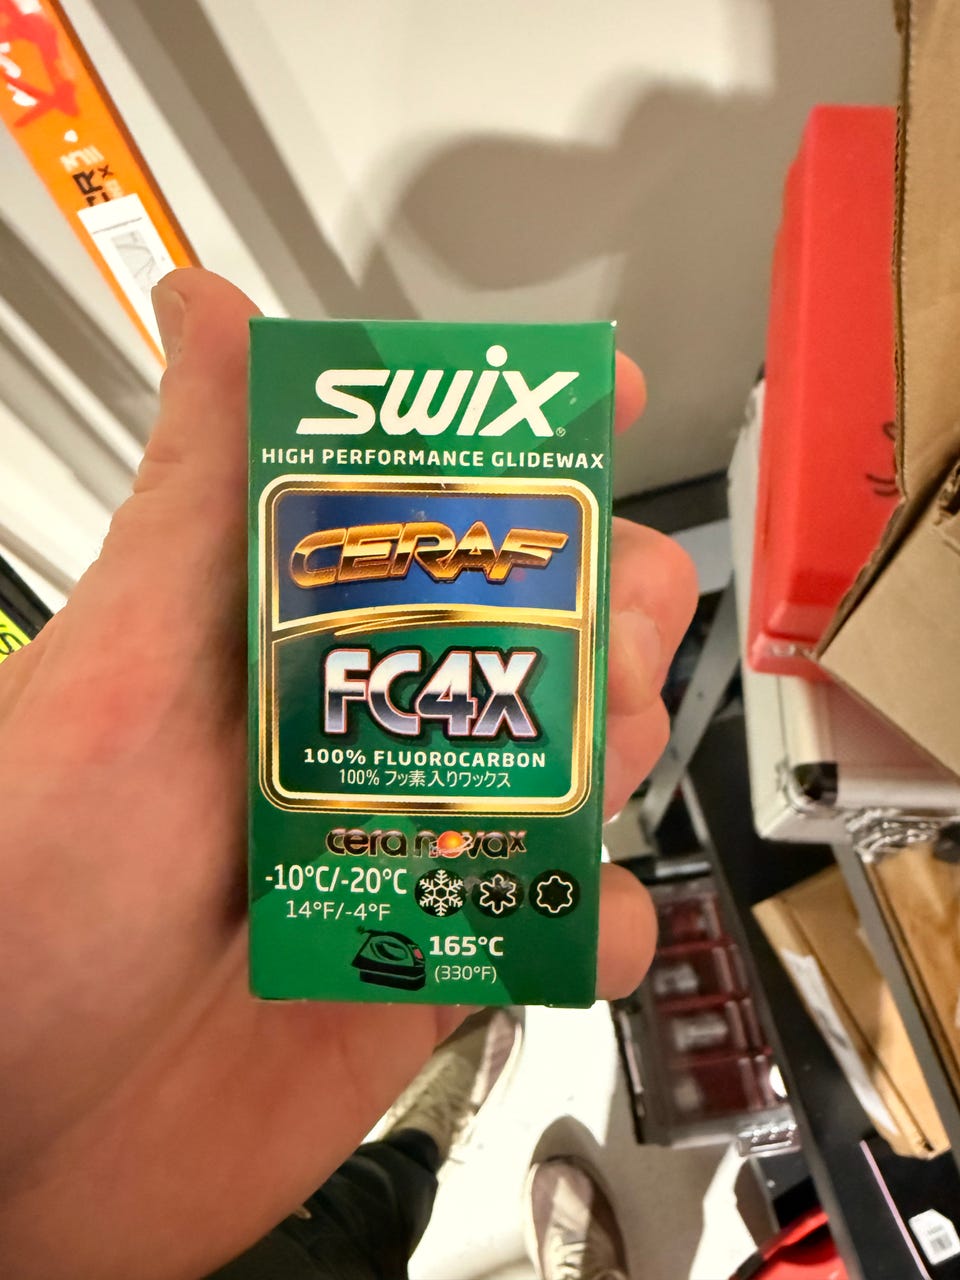 SWIX
HIGH PERFORMANCE GLIDEWAX
CERAF
FC4X
100% FLUOROCARBON
100% フッ素入りワックス
cera novax
-10°C/-20°C
14°F/-4°F
165°C
(330°F)